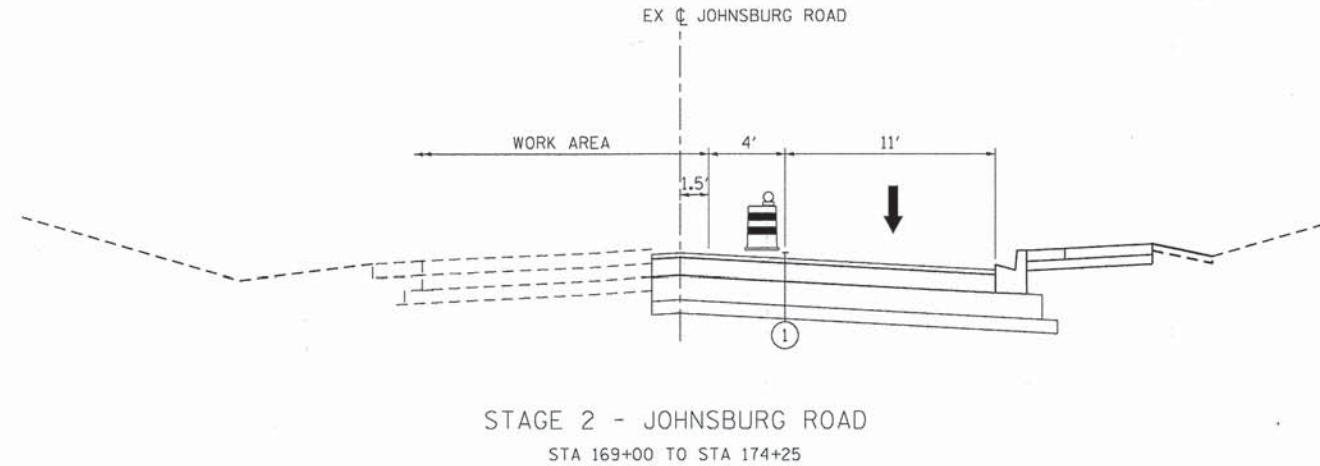 EX ℄ JOHNSBURG ROAD
WORK AREA
4'
11'
1.5'
1
STAGE 2 - JOHNSBURG ROAD
STA 169+00 TO STA 174+25